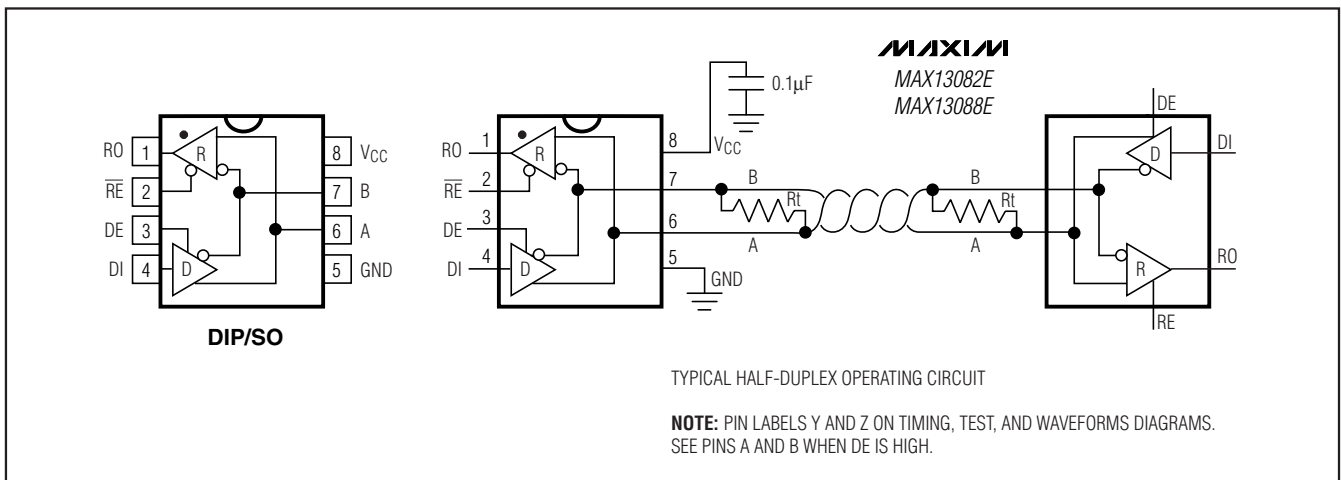 MAXIM
MAX13082E
MAX13088E
0.1µF
RO 1
R
8 VCC
RE 2
7 B
DE 3
6 A
DI 4
D
5 GND
DIP/SO
RO 1
R
8 VCC
RE 2
7 B
DE 3
6 A
DI 4
D
5 GND
Rt
B
Rt
A
DE
D
DI
R
RO
RE
TYPICAL HALF-DUPLEX OPERATING CIRCUIT
NOTE: PIN LABELS Y AND Z ON TIMING, TEST, AND WAVEFORMS DIAGRAMS.
SEE PINS A AND B WHEN DE IS HIGH.